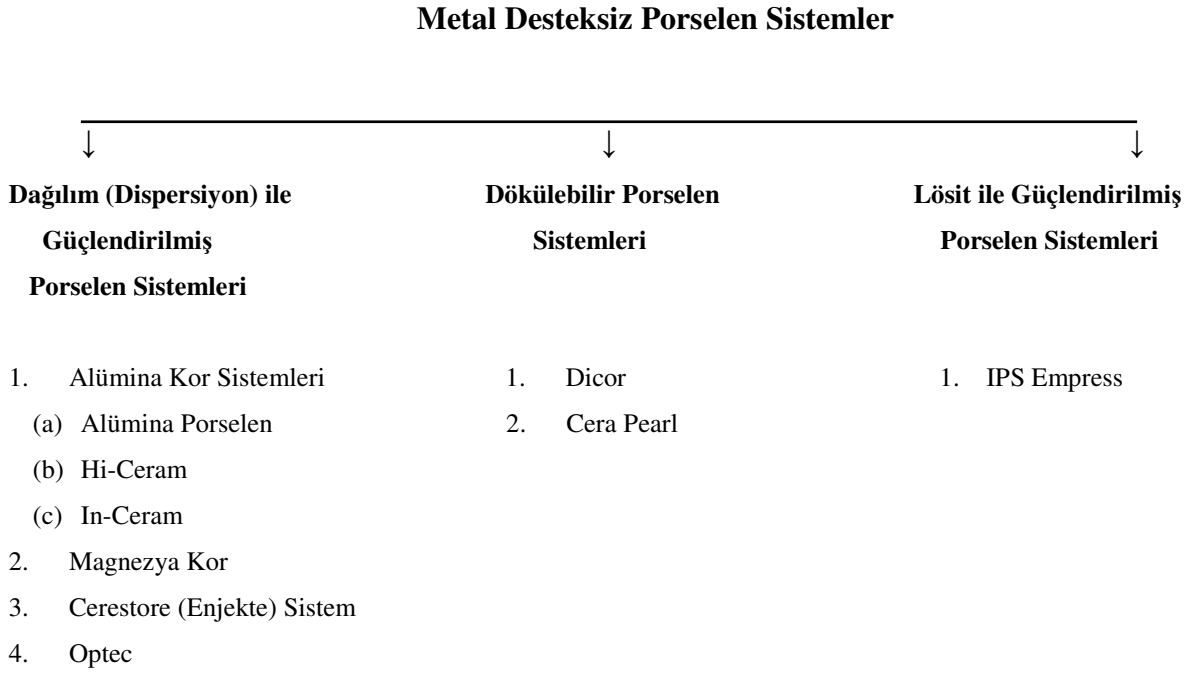 Metal Desteksiz Porselen Sistemler
↓ ↓ ↓
Dağılım (Dispersiyon) ile
Güçlendirilmiş
Porselen Sistemleri
1. Alümina Kor Sistemleri
(a) Alümina Porselen
(b) Hi-Ceram
(c) In-Ceram
2. Magnezya Kor
3. Cerestore (Enjekte) Sistem
4. Optec
Dökülebilir Porselen
Sistemleri
1. Dicor
2. Cera Pearl
Lösit ile Güçlendirilmiş
Porselen Sistemleri
1. IPS Empress